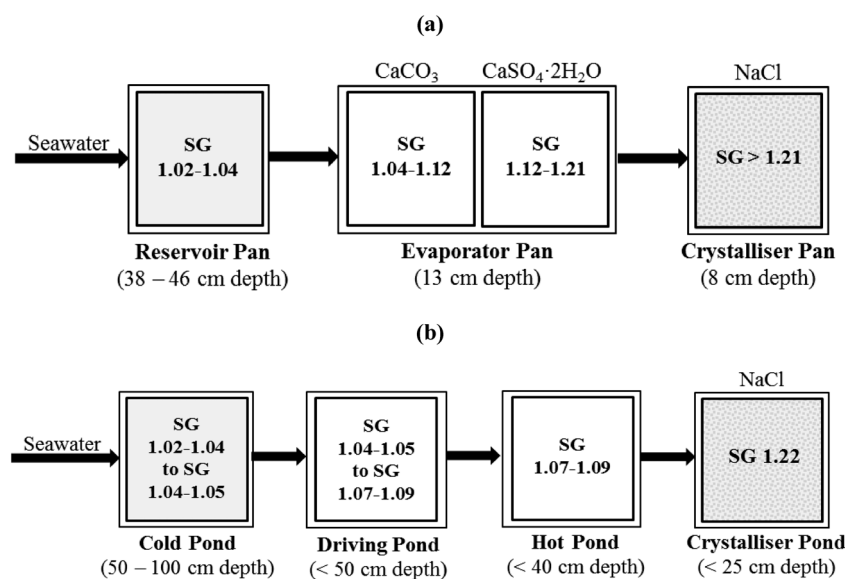 (a)
CaCO₃
CaSO₄·2H₂O
NaCl
Seawater
SG
1.02-1.04
SG
1.04-1.12
SG
1.12-1.21
SG > 1.21
Reservoir Pan
(38 – 46 cm depth)
Evaporator Pan
(13 cm depth)
Crystalliser Pan
(8 cm depth)
(b)
NaCl
Seawater
SG
1.02-1.04
to SG
1.04-1.05
SG
1.04-1.05
to SG
1.07-1.09
SG
1.07-1.09
SG 1.22
Cold Pond
(50 – 100 cm depth)
Driving Pond
(< 50 cm depth)
Hot Pond
(< 40 cm depth)
Crystalliser Pond
(< 25 cm depth)